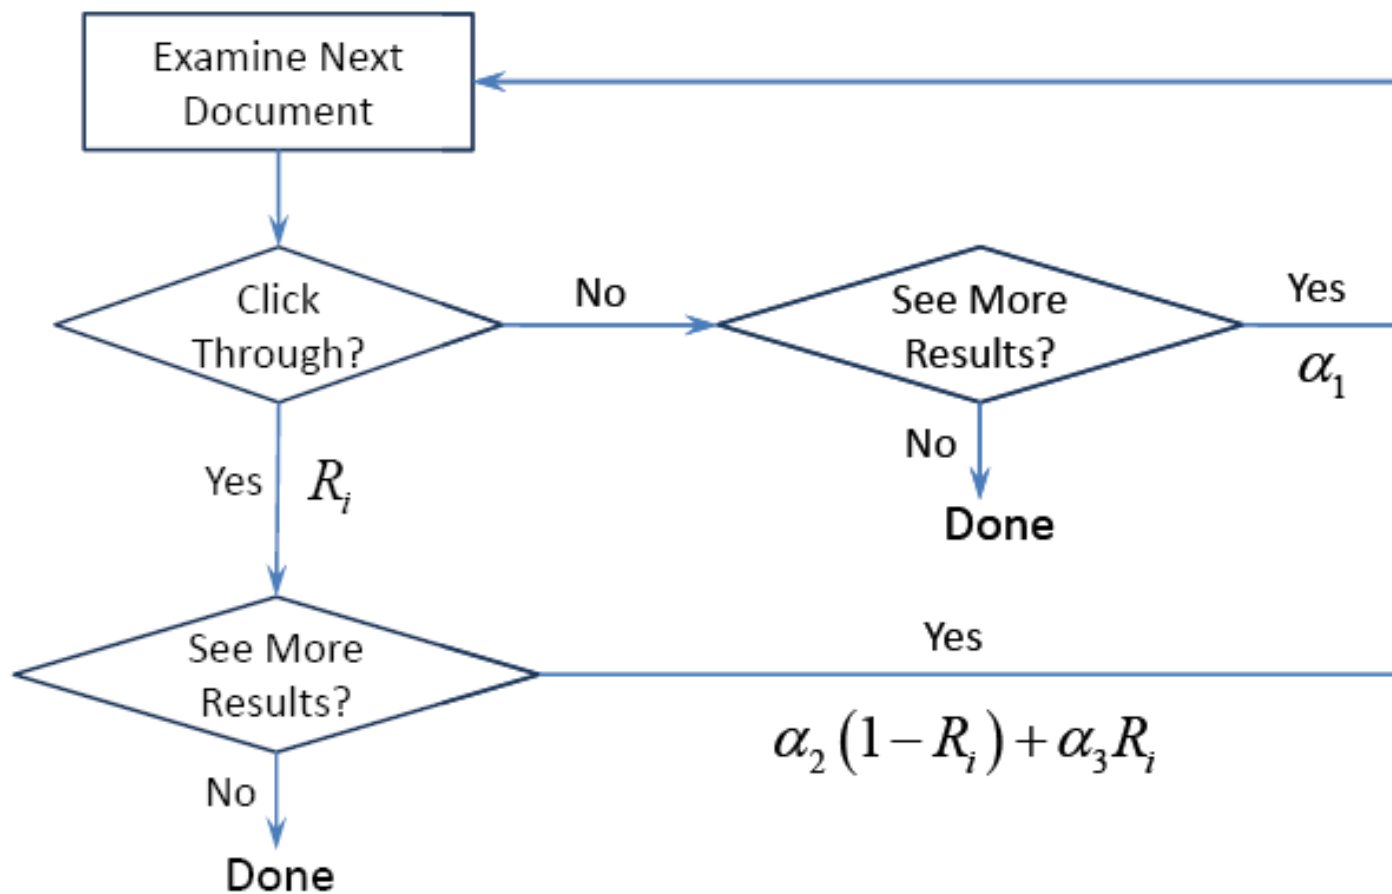 Examine Next
Document
Click
Through?
No
See More
Results?
Yes
α₁
No
Done
Yes
Rᵢ
See More
Results?
Yes
α₂(1−Rᵢ)+α₃Rᵢ
No
Done